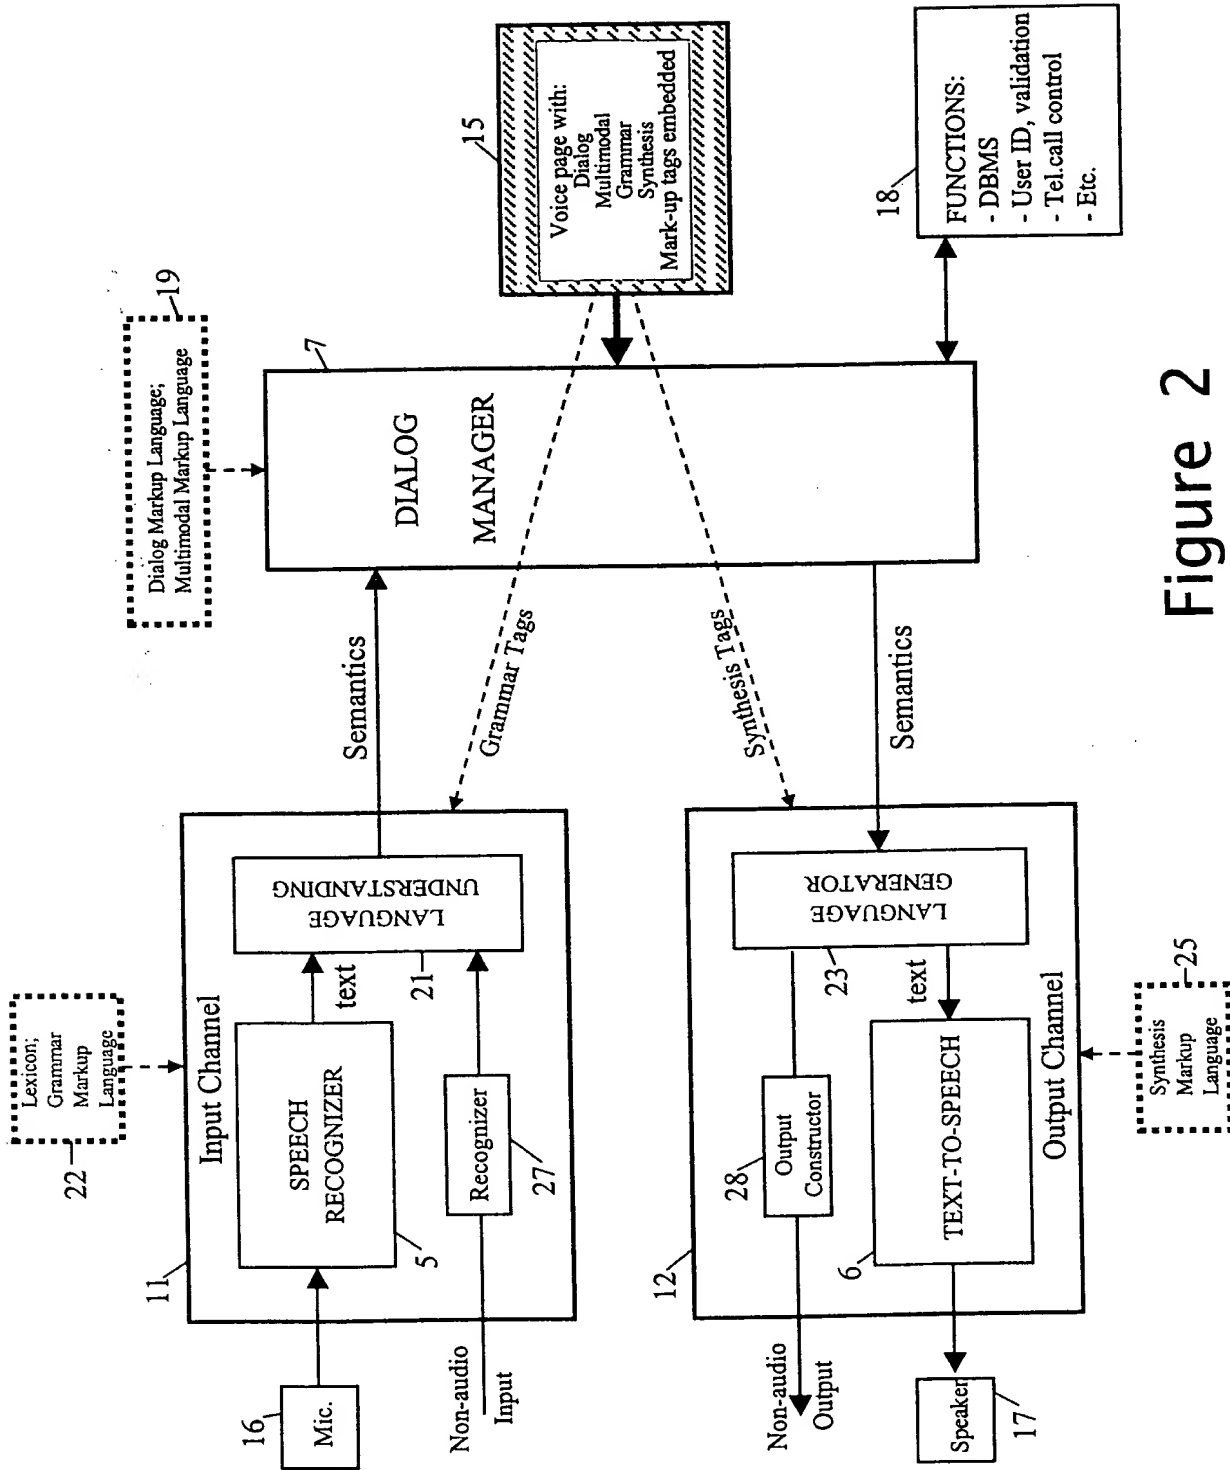 22
Lexicon;
Grammar
Markup
Language
Dialog Markup Language;
Multimodal Markup Language
19
11
Input Channel
16
Mic.
SPEECH
RECOGNIZER
5
text
LANGUAGE
UNDERSTANDING
21
Non-audio
Input
Recognizer
27
Semantics
Grammar Tags
7
DIALOG
MANAGER
15
Voice page with:
Dialog
Multimodal
Grammar
Synthesis
Mark-up tags embedded
12
Non-audio
Output
28
Output
Constructor
23
LANGUAGE
GENERATOR
text
6
TEXT-TO-SPEECH
Speaker
17
Output Channel
Synthesis Tags
Semantics
18
FUNCTIONS:
- DBMS
- User ID, validation
- Tel.call control
- Etc.
Synthesis
Markup
Language
25
Figure 2